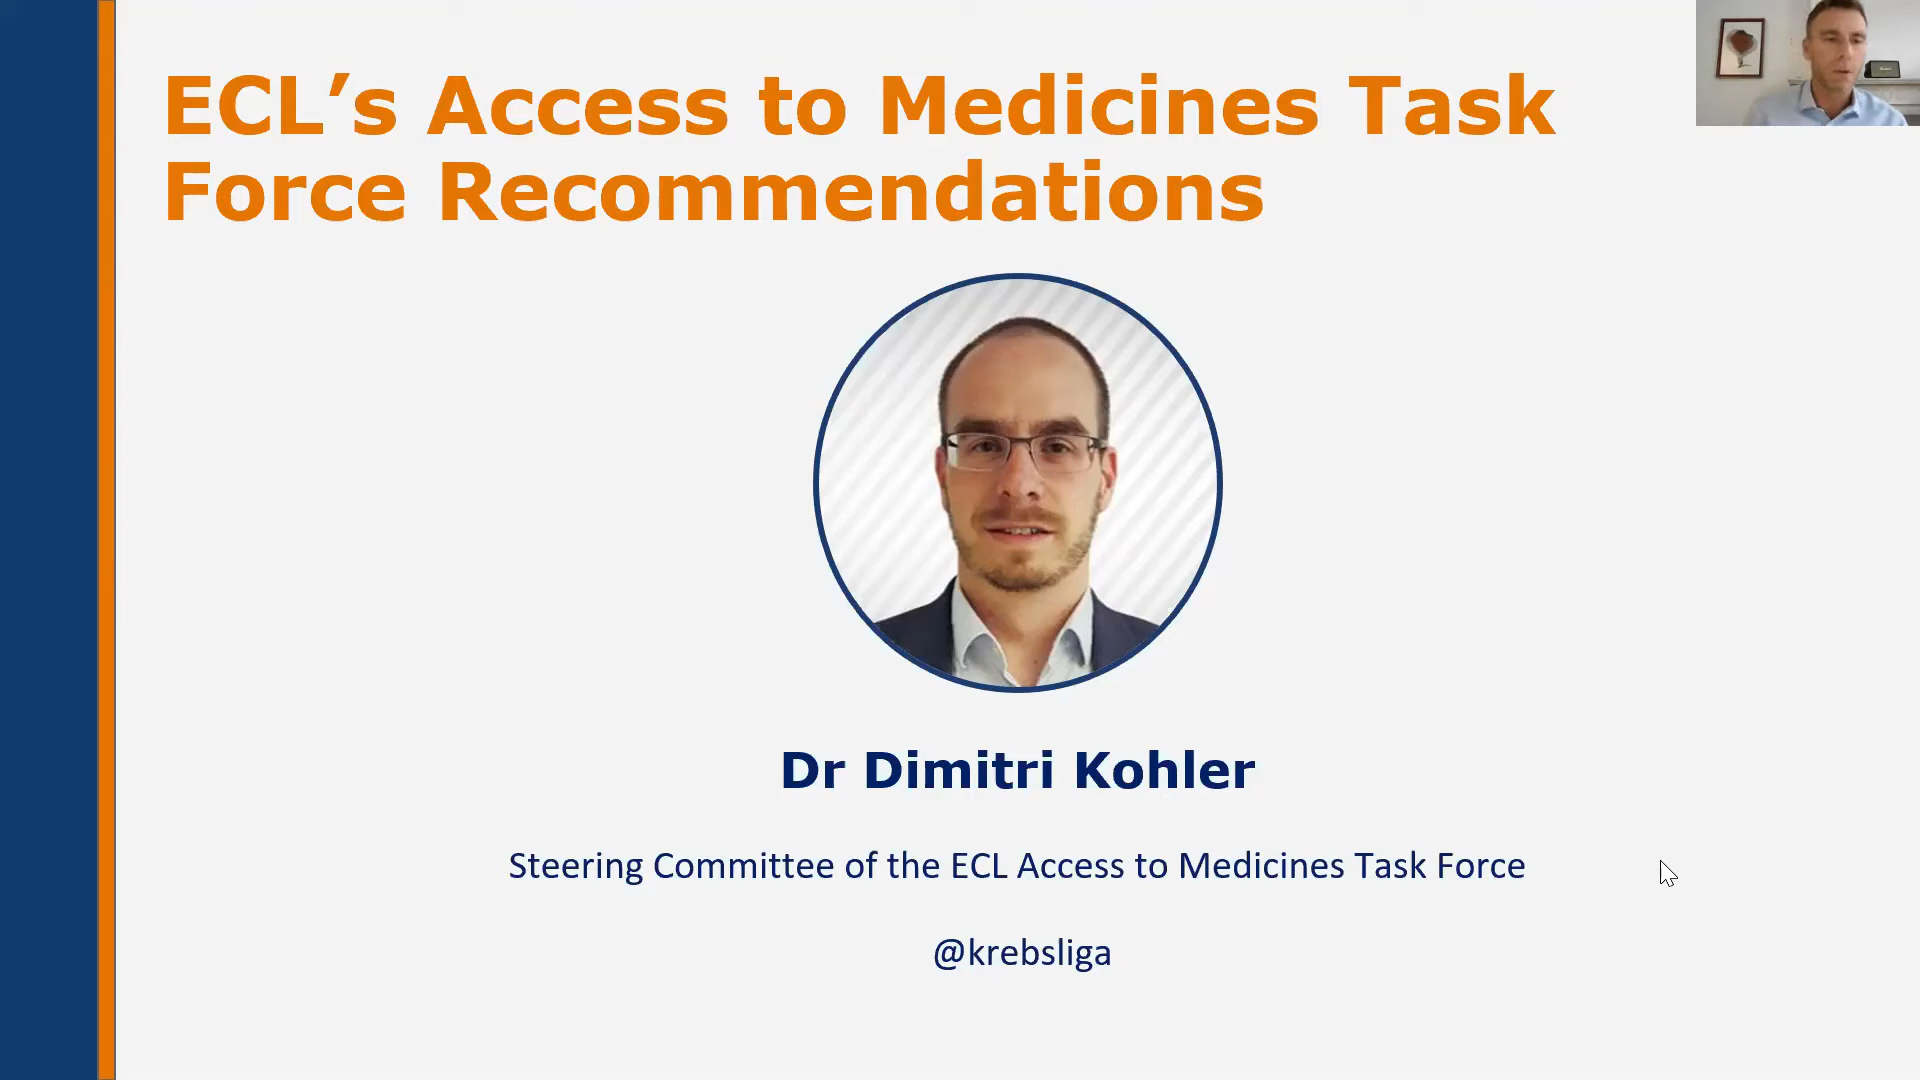 ECL’s Access to Medicines Task
Force Recommendations
Dr Dimitri Kohler
Steering Committee of the ECL Access to Medicines Task Force
@krebsliga